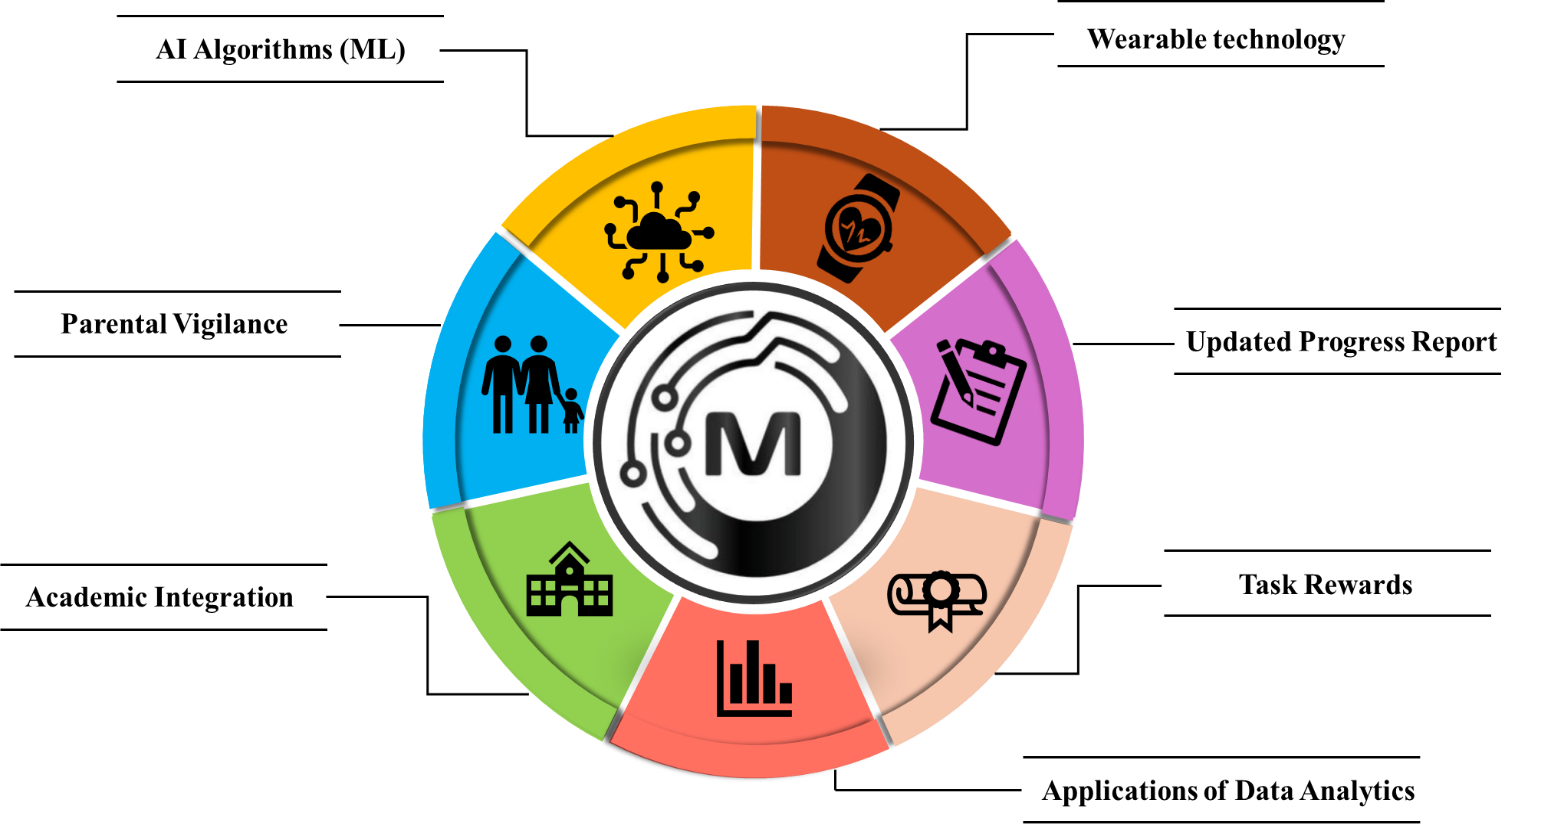 AI Algorithms (ML)
Wearable technology
Parental Vigilance
Updated Progress Report
M
Academic Integration
Task Rewards
Applications of Data Analytics